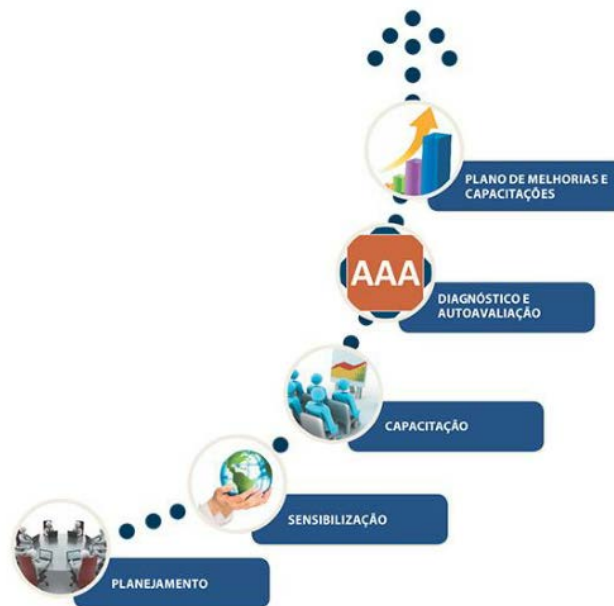 PLANO DE MELHORIAS E
CAPACITAÇÕES
AAA
DIAGNÓSTICO E
AUTOAVALIAÇÃO
CAPACITAÇÃO
SENSIBILIZAÇÃO
PLANEJAMENTO